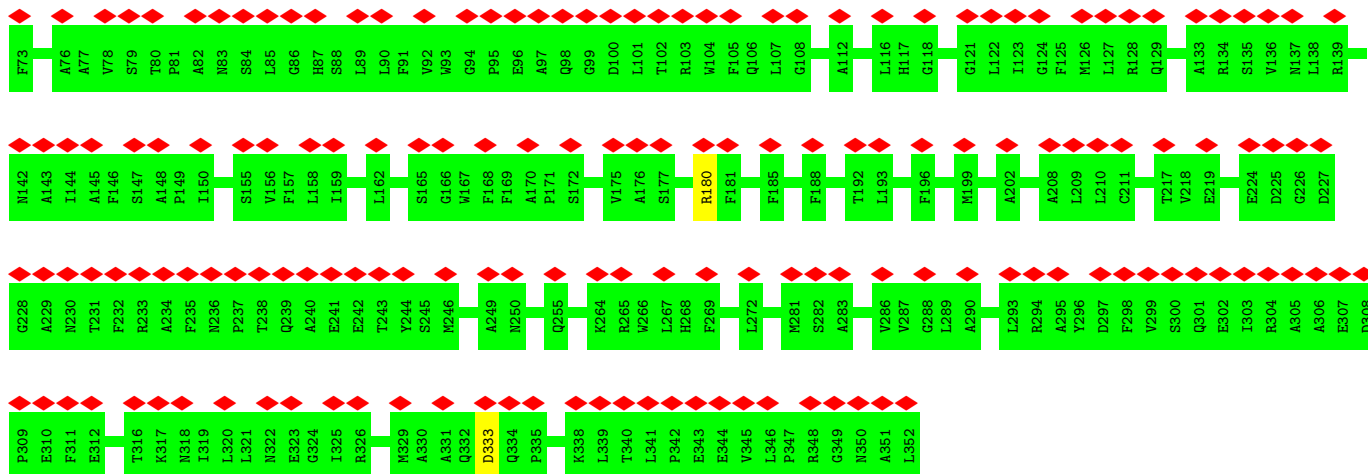 F73 A76 A77 V78 S79 T80 P81 A82 N83 S84 L85 G86 H87 S88 L89 L90 F91 V92 W93 G94 P95 E96 A97 Q98 G99 D100 L101 T102 R103 W104 F105 Q106 L107 G108 A112 L116 H117 G118 G121 L122 I123 G124 F125 M126 L127 R128 Q129 A133 R134 S135 V136 N137 L138 R139
N142 A143 I144 A145 F146 S147 A148 P149 I150 S155 V156 F157 L158 I159 L162 S165 G166 W167 F168 F169 A170 P171 S172 V175 A176 S177 R180 F181 F185 F188 T192 L193 F196 M199 A202 A208 L209 L210 C211 T217 V218 E219 E224 D225 G226 D227
G228 A229 N230 T231 F232 R233 A234 F235 N236 P237 T238 Q239 A240 E241 E242 T243 Y244 S245 M246 A249 N250 Q255 K264 R265 W266 L267 H268 F269 L272 M281 S282 A283 V286 V287 G288 L289 A290 L293 R294 A295 Y296 D297 F298 V299 S300 Q301 E302 I303 R304 A305 A306 E307 D308
P309 E310 F311 E312 T316 K317 N318 I319 L320 S321 N322 E323 G324 I325 R326 M329 A330 A331 Q332 D333 Q334 P335 K338 L339 T340 L341 P342 E343 E344 V345 L346 P347 R348 G349 N350 A351 L352